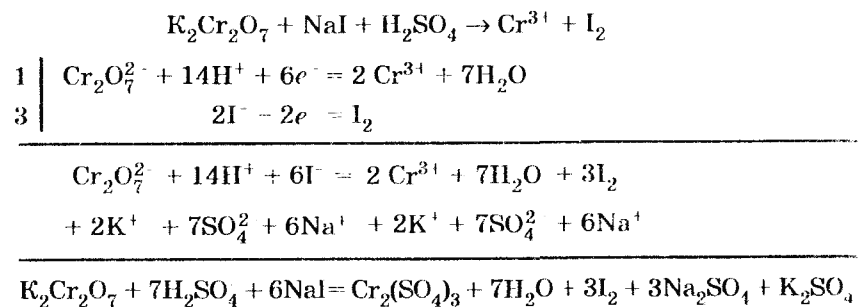 K₂Cr₂O₇ + NaI + H₂SO₄ → Cr³⁺ + I₂
1 | Cr₂O₇²⁻ + 14H⁺ + 6e⁻ = 2 Cr³⁺ + 7H₂O
3 | 2I⁻ − 2e⁻ = I₂
Cr₂O₇²⁻ + 14H⁺ + 6I⁻ = 2 Cr³⁺ + 7H₂O + 3I₂
+ 2K⁺ + 7SO₄²⁻ + 6Na⁺ + 2K⁺ + 7SO₄²⁻ + 6Na⁺
K₂Cr₂O₇ + 7H₂SO₄ + 6NaI = Cr₂(SO₄)₃ + 7H₂O + 3I₂ + 3Na₂SO₄ + K₂SO₄